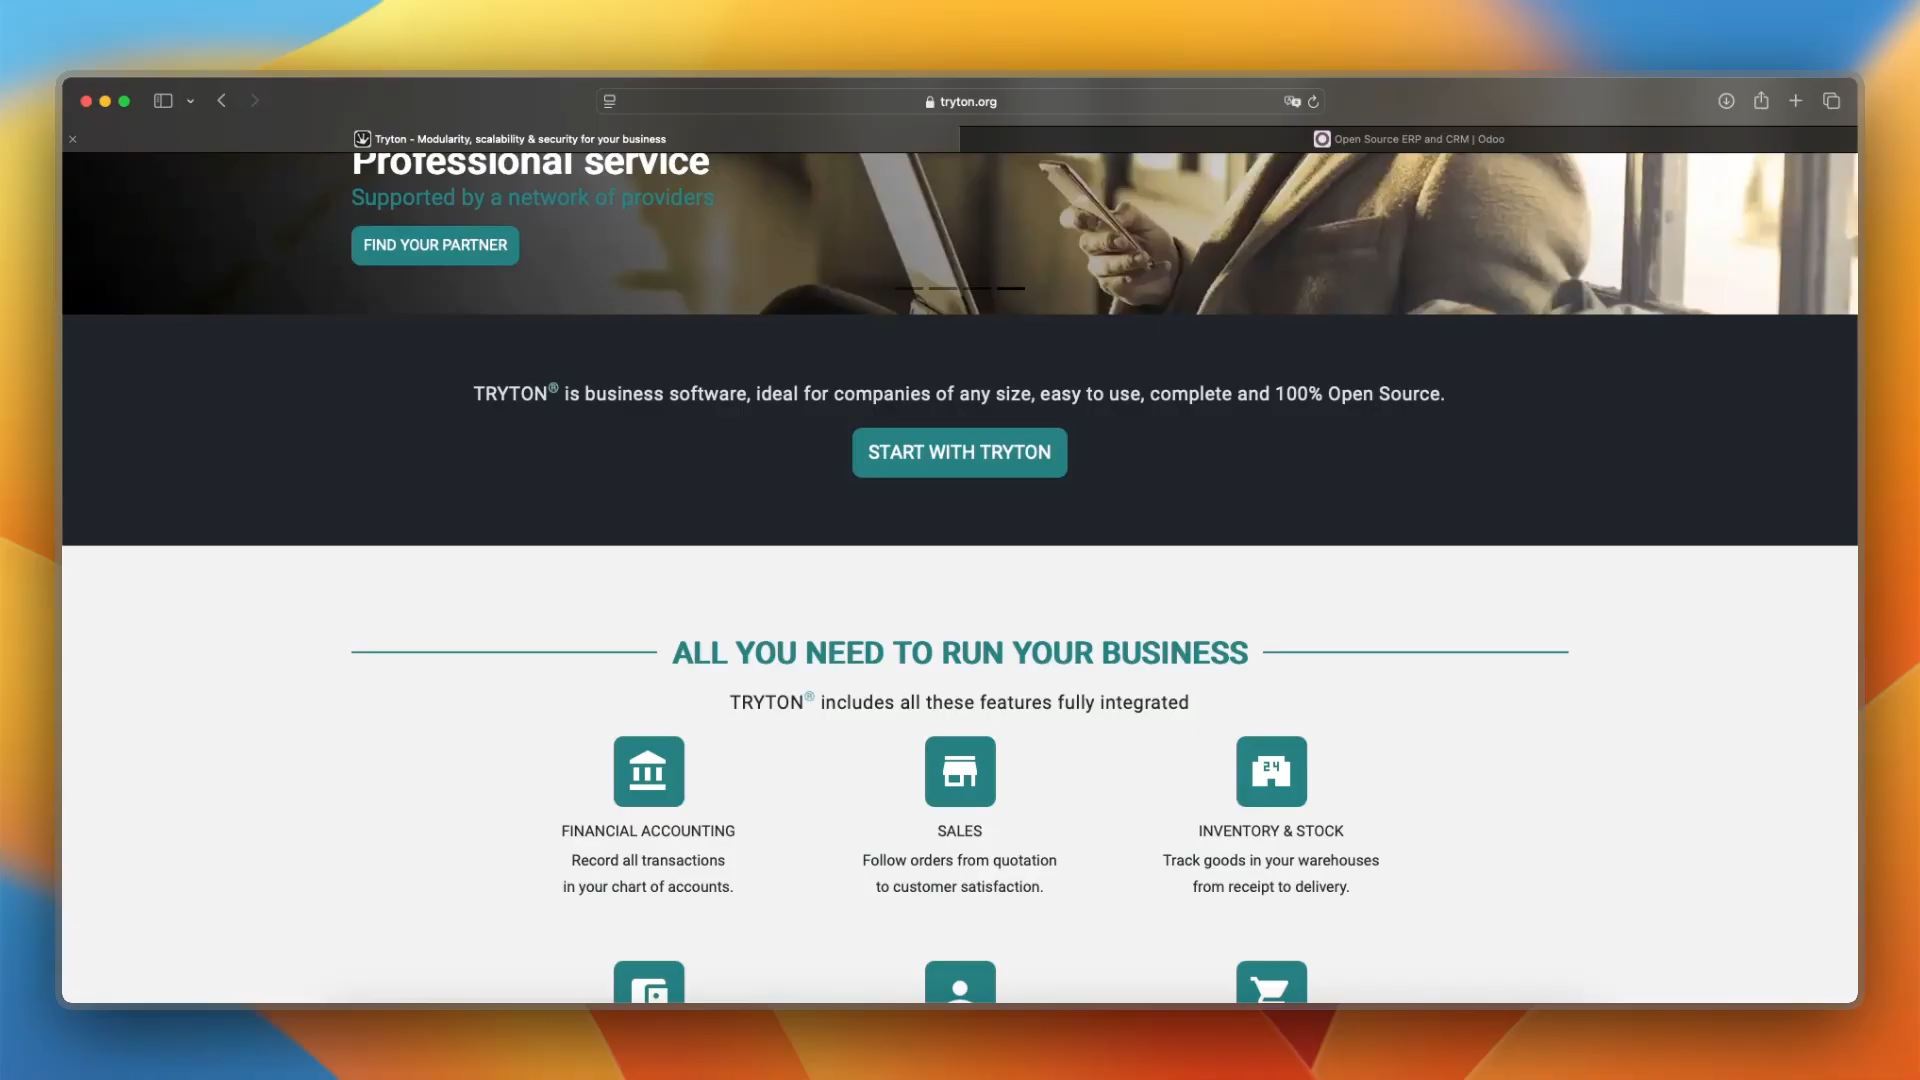 tryton.org
Tryton - Modularity, scalability & security for your business
Open Source ERP and CRM | Odoo
Professional service
Supported by a network of providers
FIND YOUR PARTNER
TRYTON® is business software, ideal for companies of any size, easy to use, complete and 100% Open Source.
START WITH TRYTON
ALL YOU NEED TO RUN YOUR BUSINESS
TRYTON® includes all these features fully integrated
24
FINANCIAL ACCOUNTING
Record all transactions
in your chart of accounts.
SALES
Follow orders from quotation
to customer satisfaction.
INVENTORY & STOCK
Track goods in your warehouses
from receipt to delivery.